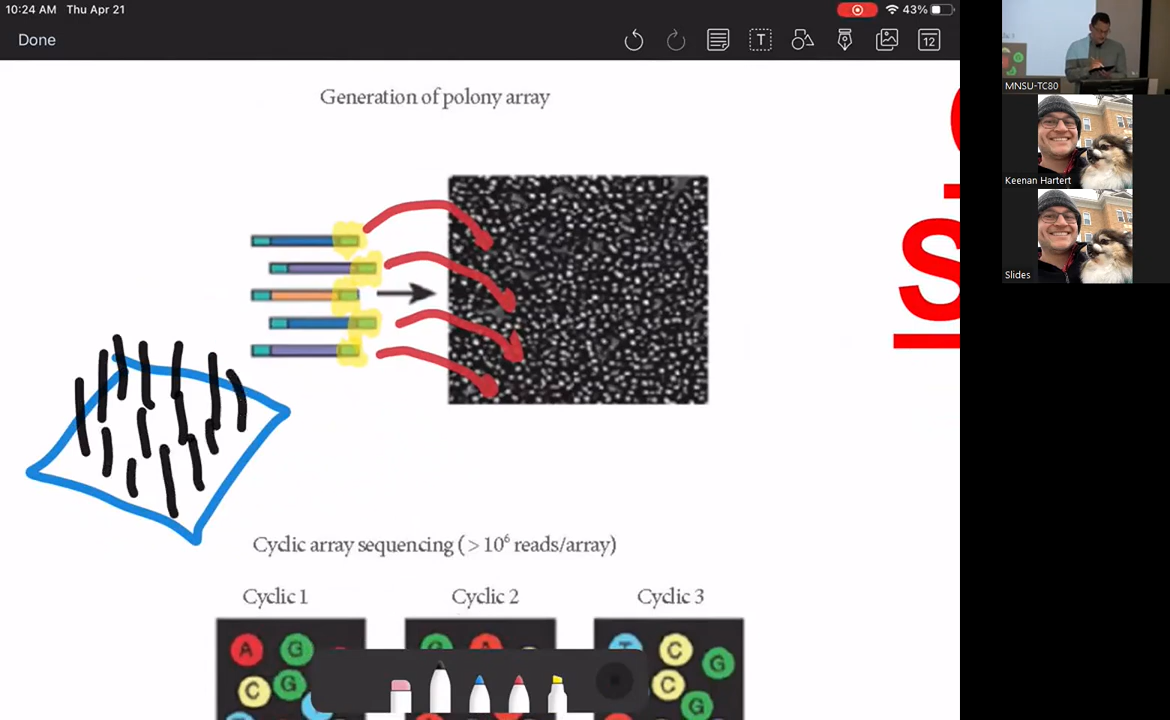 10:24 AM Thu Apr 21
43%
Done
T
12
Generation of polony array
S
Cyclic array sequencing (>10⁶ reads/array)
Cyclic 1
Cyclic 2
Cyclic 3
A G
C G
G A
T C G
C G
MNSU-TC80
Keenan Hartert
Slides